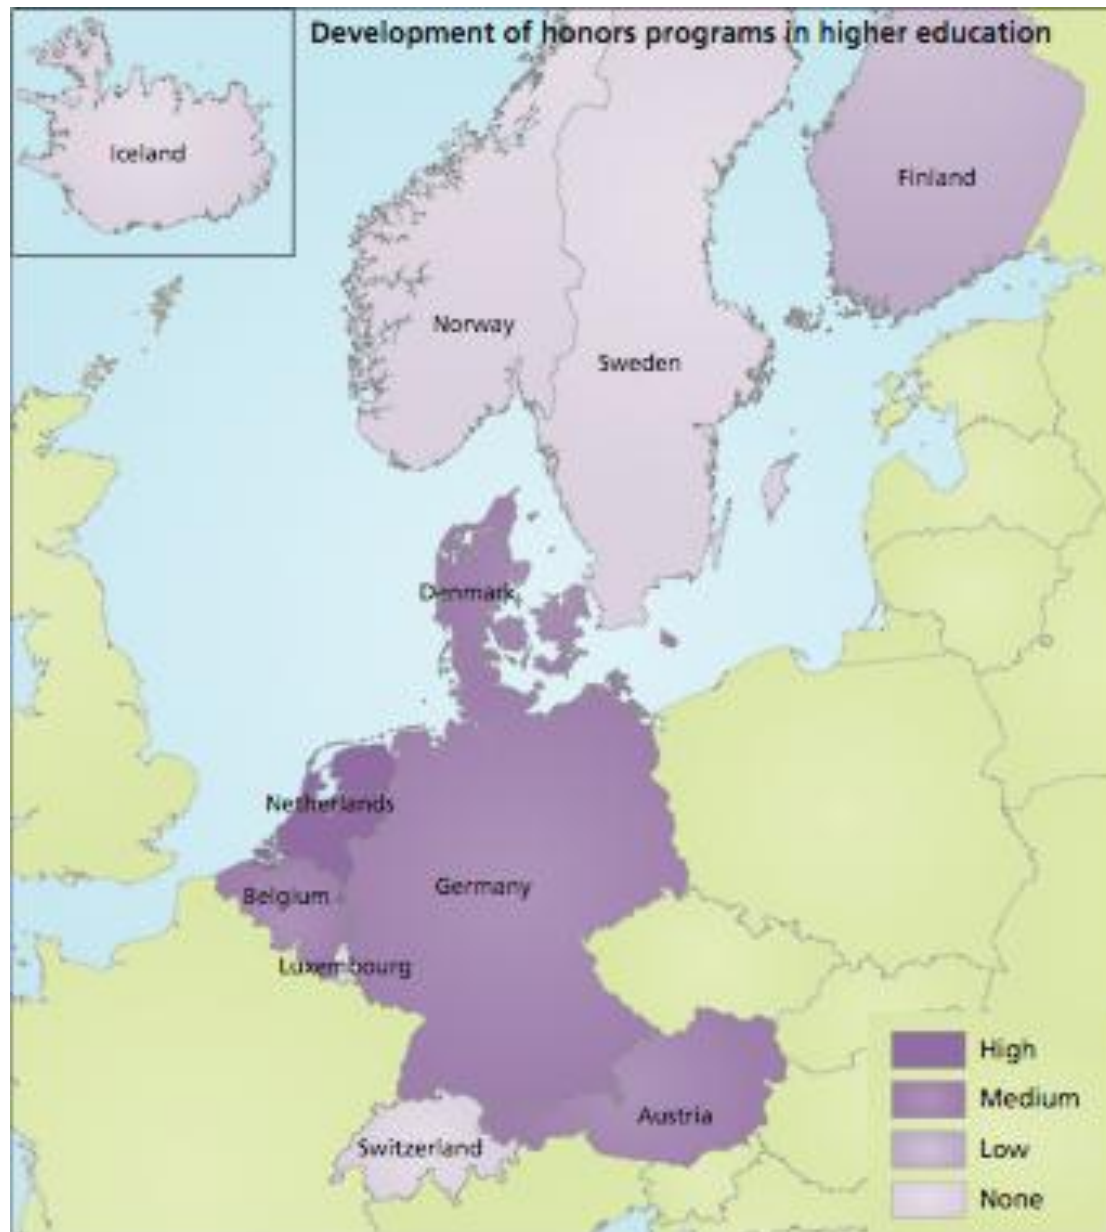 Development of honors programs in higher education
Iceland
Finland
Norway
Sweden
Denmark
Netherlands
Germany
Belgium
Luxembourg
Austria
Switzerland
High
Medium
Low
None